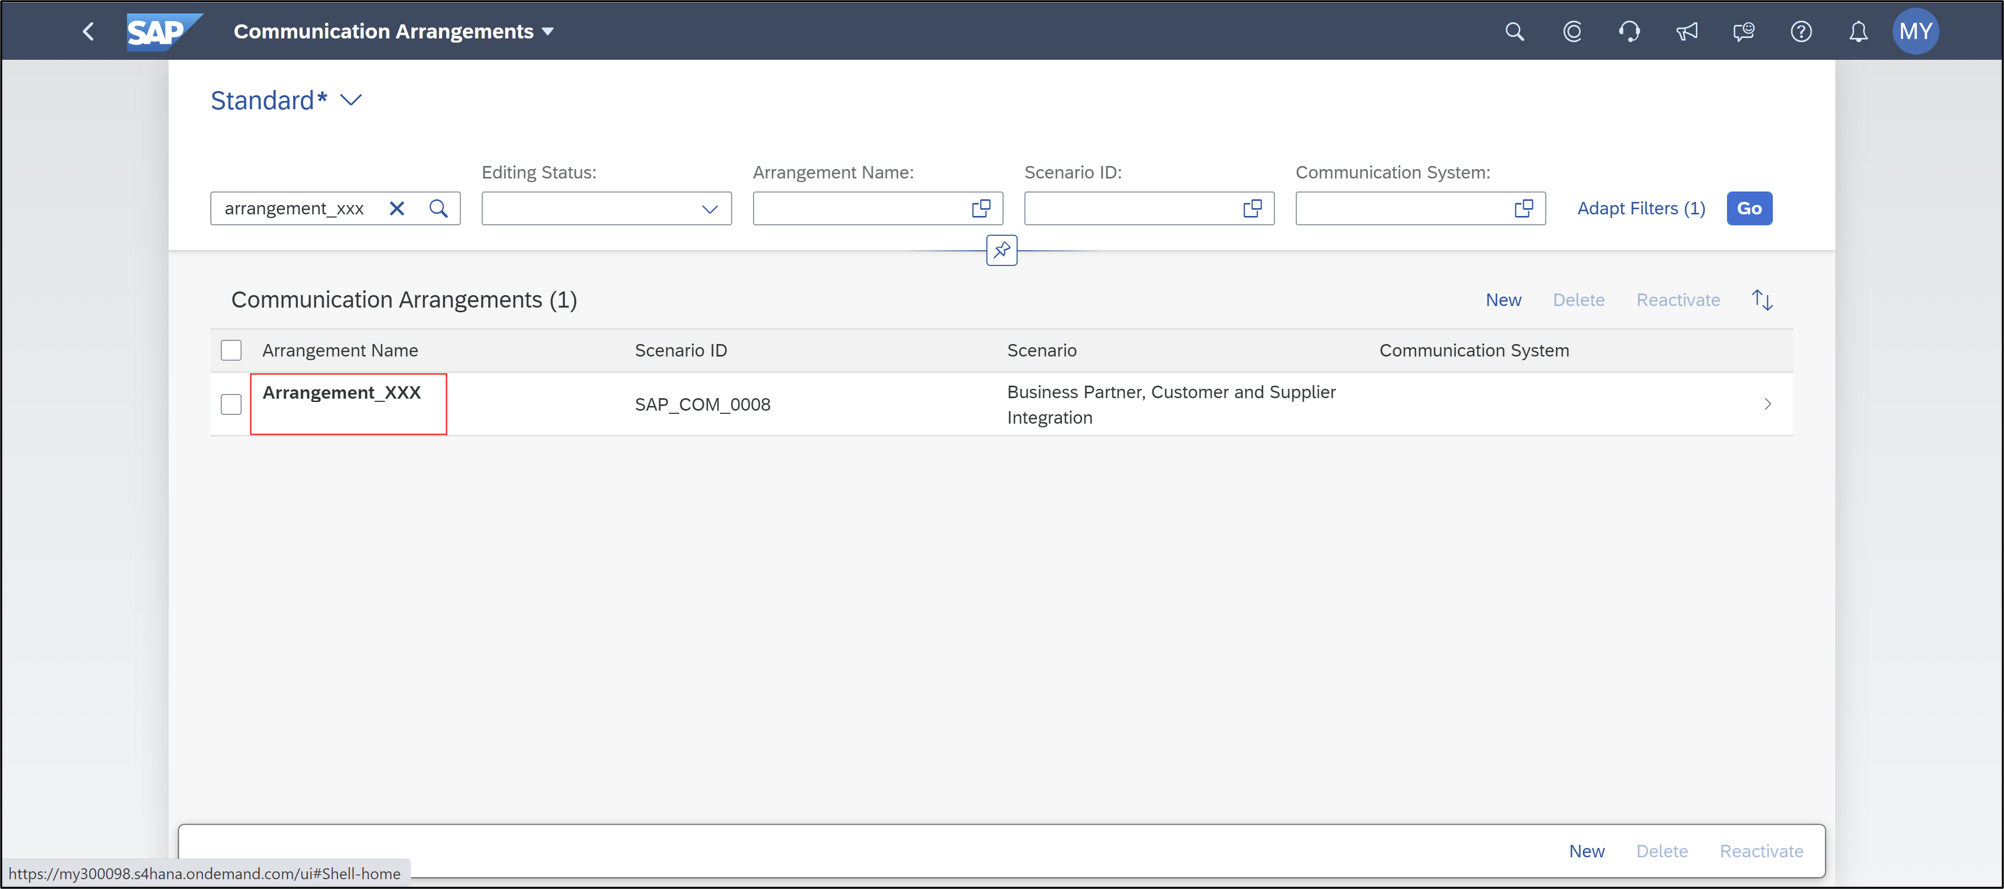 SAP Communication Arrangements MY
Standard*
Editing Status: Arrangement Name: Scenario ID: Communication System:
arrangement_xxx Adapt Filters (1) Go
Communication Arrangements (1) New Delete Reactivate
Arrangement Name Scenario ID Scenario Communication System
Arrangement_XXX SAP_COM_0008 Business Partner, Customer and Supplier
Integration
New Delete Reactivate
https://my300098.s4hana.ondemand.com/ui#Shell-home